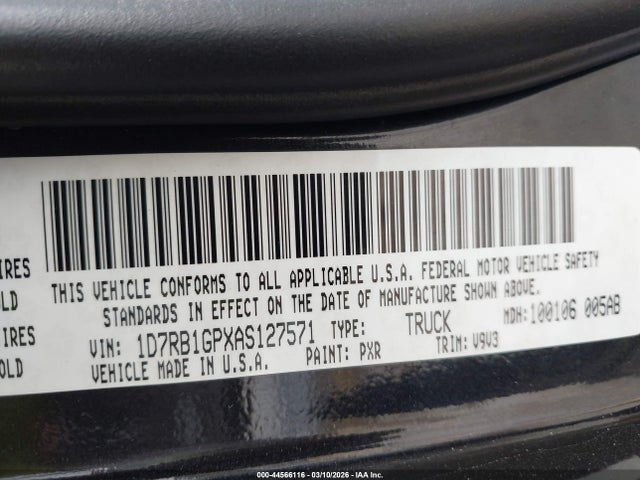 THIS VEHICLE CONFORMS TO ALL APPLICABLE U.S.A. FEDERAL MOTOR VEHICLE SAFETY
STANDARDS IN EFFECT ON THE DATE OF MANUFACTURE SHOWN ABOVE.
IRES
OLD
IRES
OLD
VIN: 1D7RB1GPXAS127571 TYPE: TRUCK MDH: 100106 005AB
VEHICLE MADE IN U.S.A. PAINT: PXR TRIM: V9V3
000-44566116 - 03/10/2026 - IAA Inc.